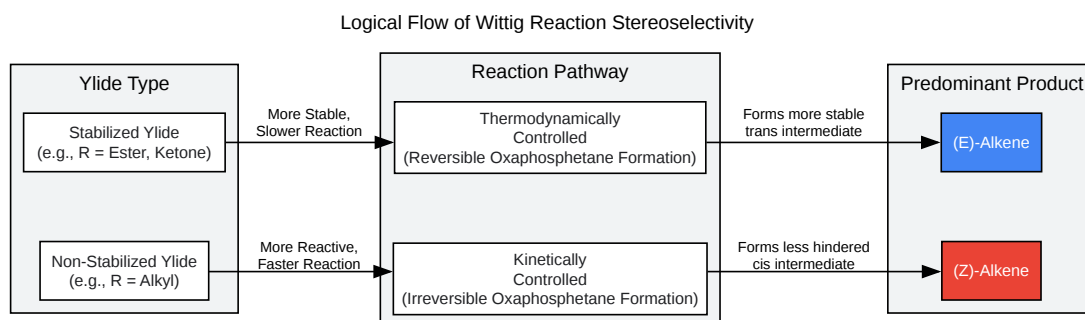 Logical Flow of Wittig Reaction Stereoselectivity
Ylide Type
Reaction Pathway
Predominant Product
Stabilized Ylide
(e.g., R = Ester, Ketone)
More Stable,
Slower Reaction
Thermodynamically
Controlled
(Reversible Oxaphosphetane Formation)
Forms more stable
trans intermediate
(E)-Alkene
Non-Stabilized Ylide
(e.g., R = Alkyl)
More Reactive,
Faster Reaction
Kinetically
Controlled
(Irreversible Oxaphosphetane Formation)
Forms less hindered
cis intermediate
(Z)-Alkene